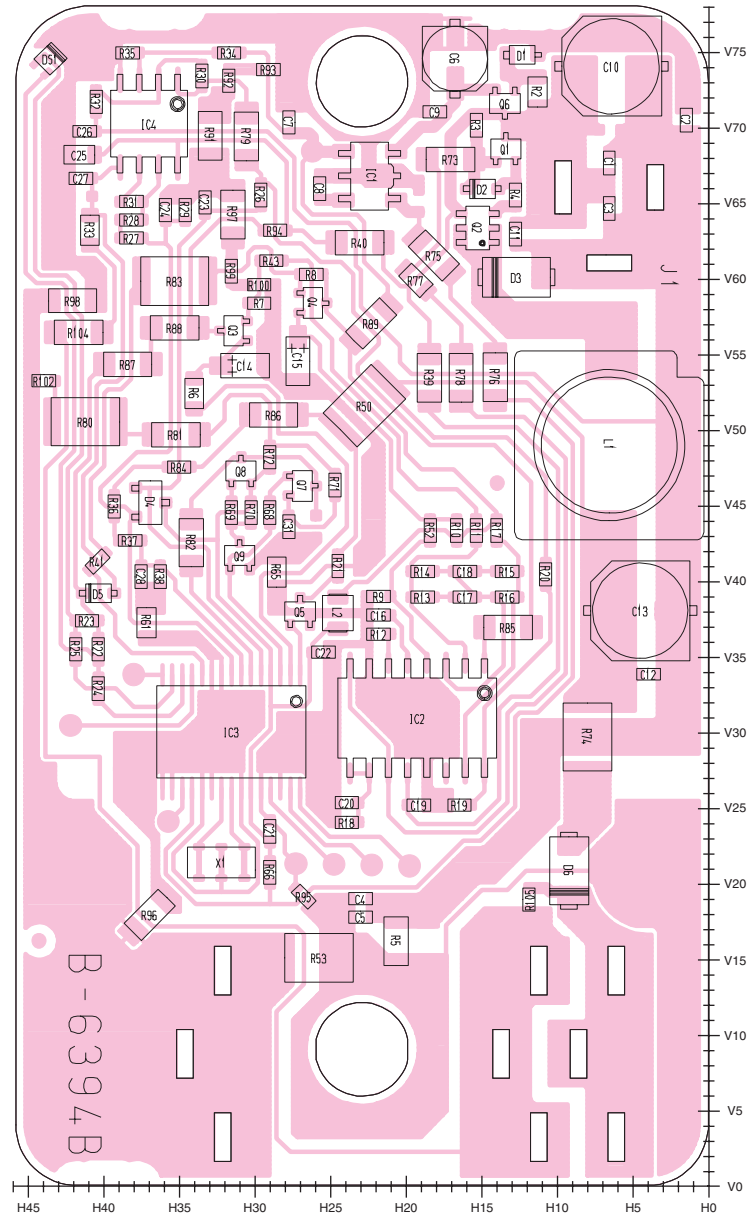 R35 R34 C6 D1 V75
DS1 R30 R92 R93 C10
R32 R2
IC4 C7 C9 Q6
C26 R91 R79 R3 C2 V70
C25 R73 Q1 C1
C27 C8 IC1 D2 R4
R31 C24 R29 C23 R97 R26 C3 V65
R28
R33 R27 R94 R40 Q2 C11
R99 R43 R75
R83 R8 R77 D3 J1 V60
R98 R100 R7 Q4
R104 R88 Q3 R89
R87 C14 + C15 + R39 R78 R76 V55
R102 R6
R80 R86 R50 L1 V50
R81
R84 Q8 R72
Q7 R71
R36 D4 R69 R70 R68 C31 V45
R37 R82 R52 R10 R11 R17
R41 C28 R38 Q9 R65 R21 R14 C18 R15 R20 V40
D5 R9 R13 C17 R16
R23 R61 Q5 L2 C16 R85 C13
R25 R22 C22 R12 V35
R24 C12
IC3 IC2 R74 V30
C20 C19 R19 V25
C21 R18
X1 R66 D6
R95 C4 R105 V20
R96 C5
R53 R5 V15
V10
V5
B-6394B
V0
H45 H40 H35 H30 H25 H20 H15 H10 H5 H0